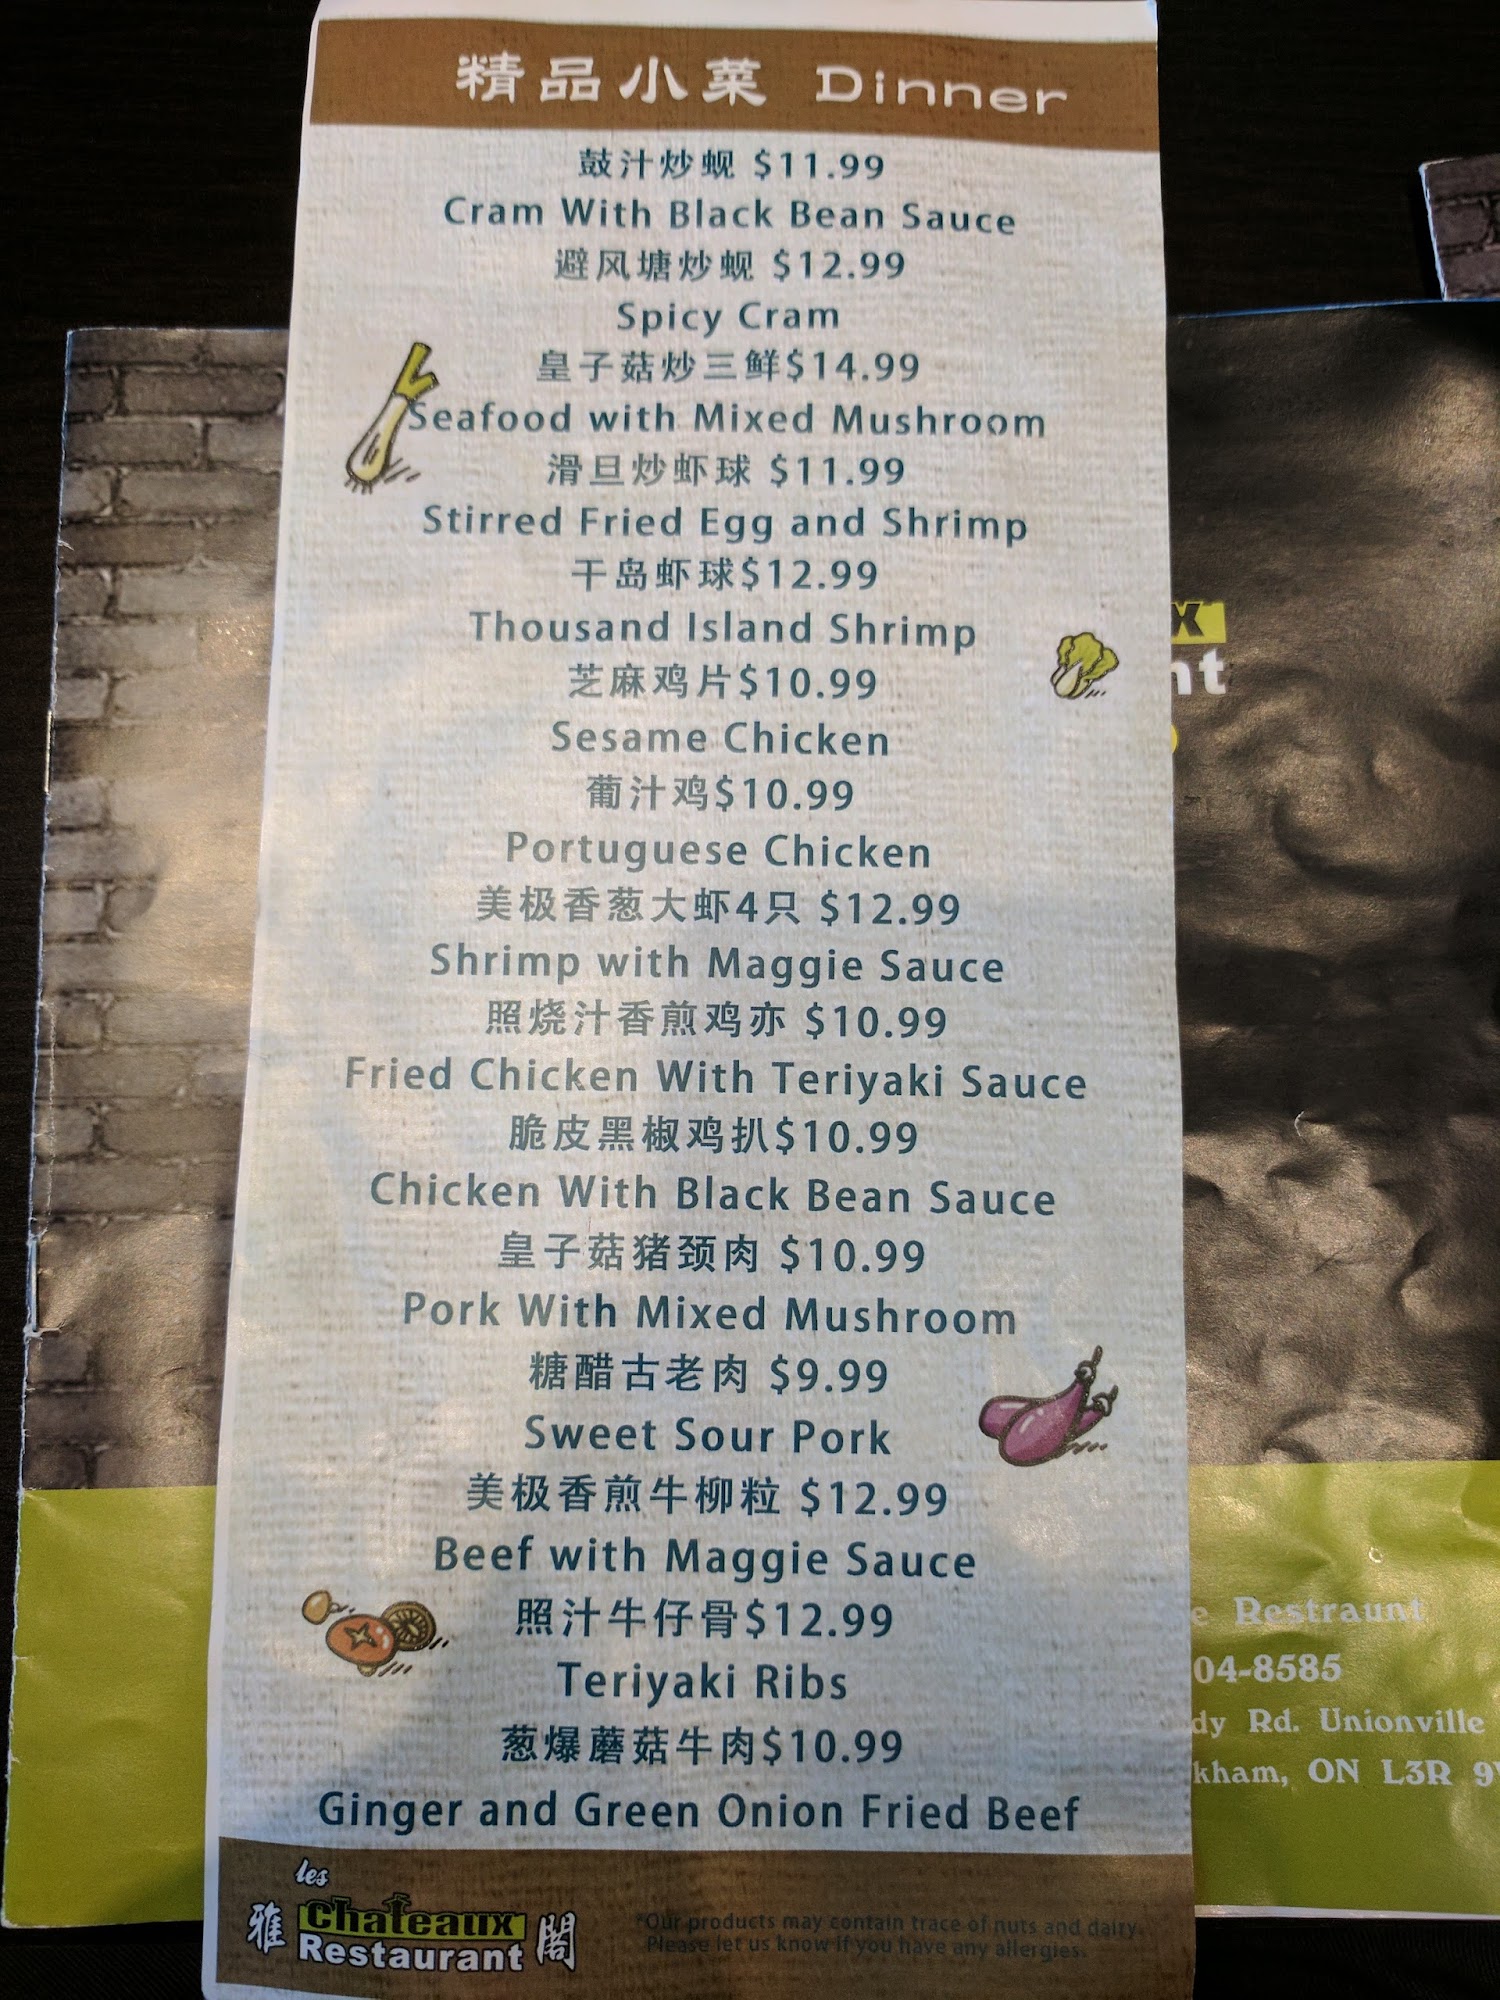 精品小菜 Dinner
鼓汁炒蚬 $11.99
Cram With Black Bean Sauce
避风塘炒蚬 $12.99
Spicy Cram
皇子菇炒三鲜$14.99
Seafood with Mixed Mushroom
滑旦炒虾球 $11.99
Stirred Fried Egg and Shrimp
干岛虾球$12.99
Thousand Island Shrimp
芝麻鸡片$10.99
Sesame Chicken
葡汁鸡$10.99
Portuguese Chicken
美极香葱大虾4只 $12.99
Shrimp with Maggie Sauce
照烧汁香煎鸡亦 $10.99
Fried Chicken With Teriyaki Sauce
脆皮黑椒鸡扒$10.99
Chicken With Black Bean Sauce
皇子菇猪颈肉 $10.99
Pork With Mixed Mushroom
糖醋古老肉 $9.99
Sweet Sour Pork
美极香煎牛柳粒 $12.99
Beef with Maggie Sauce
照汁牛仔骨$12.99
Teriyaki Ribs
葱爆蘑菇牛肉$10.99
Ginger and Green Onion Fried Beef
les
雅 Chateaux 阁
Restaurant
*Our products may contain trace of nuts and dairy.
Please let us know if you have any allergies.
x
nt
e Restraunt
04-8585
dy Rd. Unionville
kham, ON L3R 9